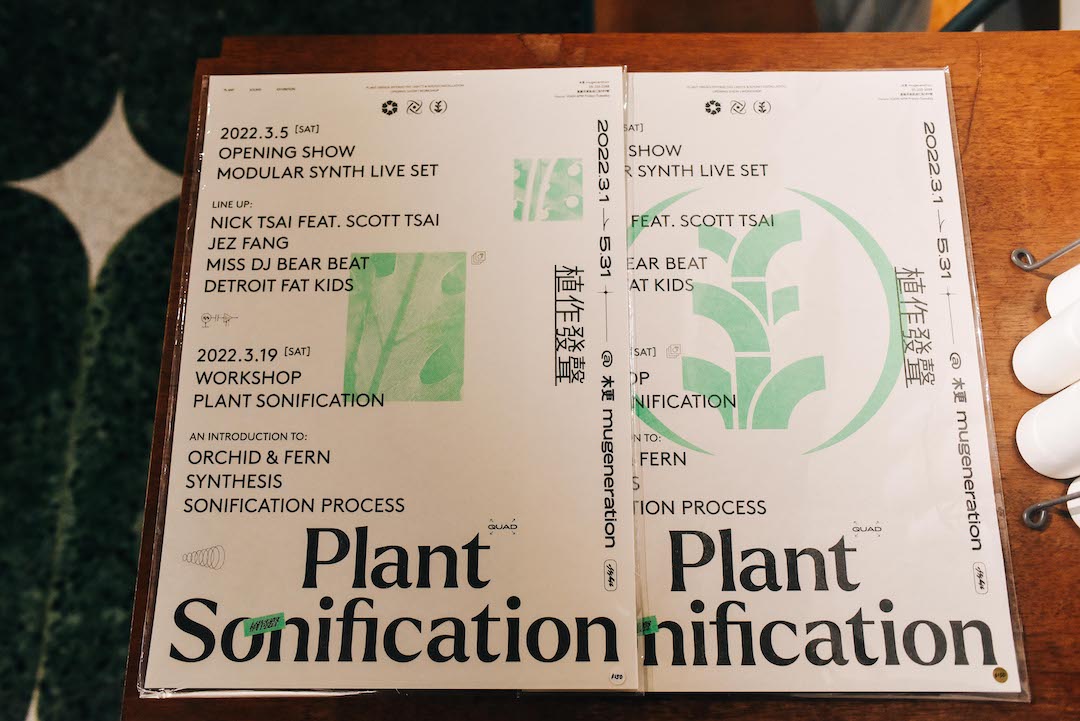 PLANT SOUND EXHIBITION
2022.3.5 [SAT]
OPENING SHOW
MODULAR SYNTH LIVE SET
LINE UP:
NICK TSAI FEAT. SCOTT TSAI
JEZ FANG
MISS DJ BEAR BEAT
DETROIT FAT KIDS
2022.3.19 [SAT]
WORKSHOP
PLANT SONIFICATION
AN INTRODUCTION TO:
ORCHID & FERN
SYNTHESIS
SONIFICATION PROCESS
2022.3.1 5.31 @ 木更 mugeneration
植作發聲
QUAD
Plant
Sonification
[SAT]
SHOW
R SYNTH LIVE SET
FEAT. SCOTT TSAI
EAR BEAT
AT KIDS
[SAT]
OP
NIFICATION
N TO:
FERN
S
TION PROCESS
2022.3.1 5.31 @ 木更 mugeneration
植作發聲
QUAD
Plant
nification